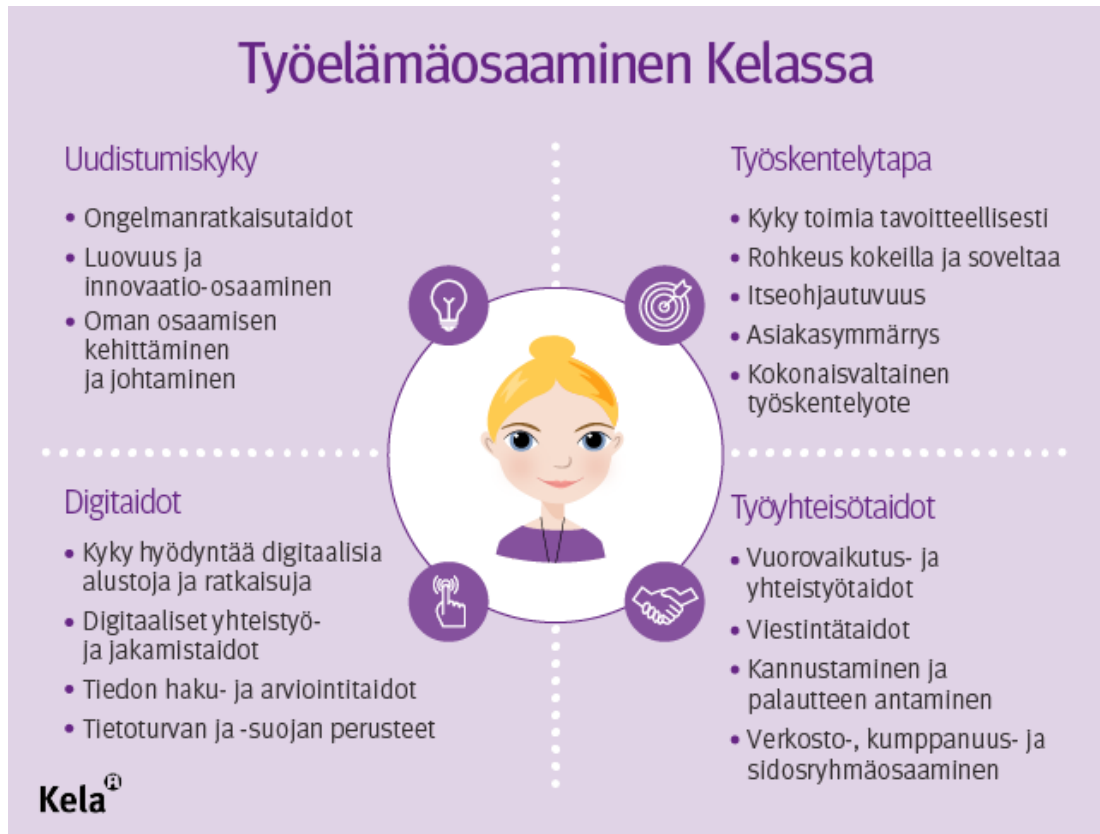 Työelämäosaaminen Kelassa
Uudistumiskyky
• Ongelmanratkaisutaidot
• Luovuus ja
innovaatio-osaaminen
• Oman osaamisen
kehittäminen
ja johtaminen
Työskentelytapa
• Kyky toimia tavoitteellisesti
• Rohkeus kokeilla ja soveltaa
• Itseohjautuvuus
• Asiakasymmärrys
• Kokonaisvaltainen
työskentelyote
Digitaidot
• Kyky hyödyntää digitaalisia
alustoja ja ratkaisuja
• Digitaaliset yhteistyö-
ja jakamistaidot
• Tiedon haku- ja arviointitaidot
• Tietoturvan ja -suojan perusteet
Työyhteisötaidot
• Vuorovaikutus- ja
yhteistyötaidot
• Viestintätaidot
• Kannustaminen ja
palautteen antaminen
• Verkosto-, kumppanuus- ja
sidosryhmäosaaminen
Kela